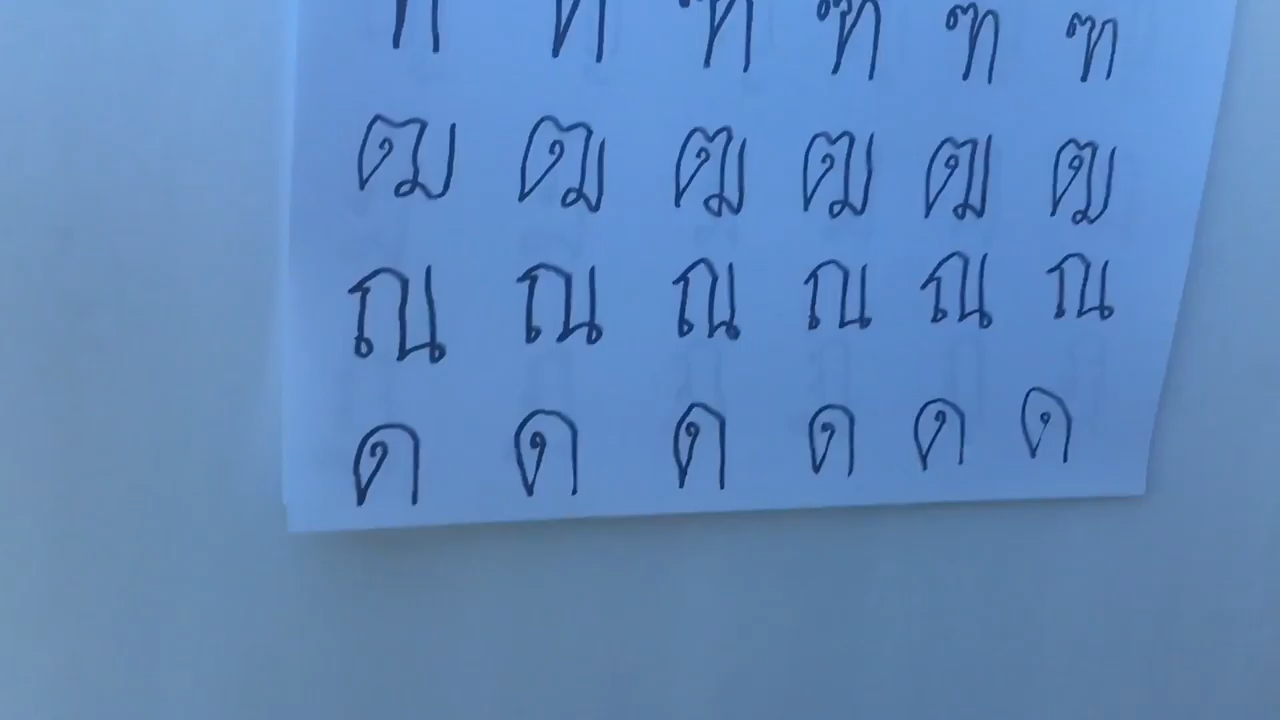 ฑ ฑ ฑ ฑ ฑ ฑ
ฒ ฒ ฒ ฒ ฒ ฒ
ณ ณ ณ ณ ณ ณ
ด ด ด ด ด ด